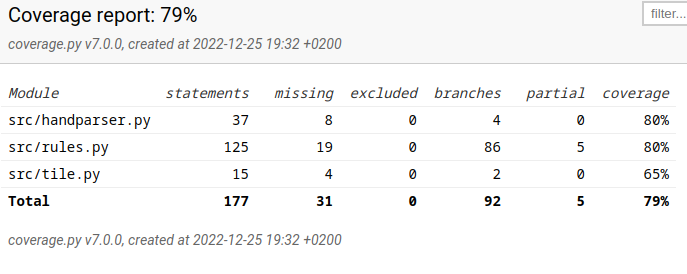 Coverage report: 79%
filter...
coverage.py v7.0.0, created at 2022-12-25 19:32 +0200
Module statements missing excluded branches partial coverage
src/handparser.py 37 8 0 4 0 80%
src/rules.py 125 19 0 86 5 80%
src/tile.py 15 4 0 2 0 65%
Total 177 31 0 92 5 79%
coverage.py v7.0.0, created at 2022-12-25 19:32 +0200